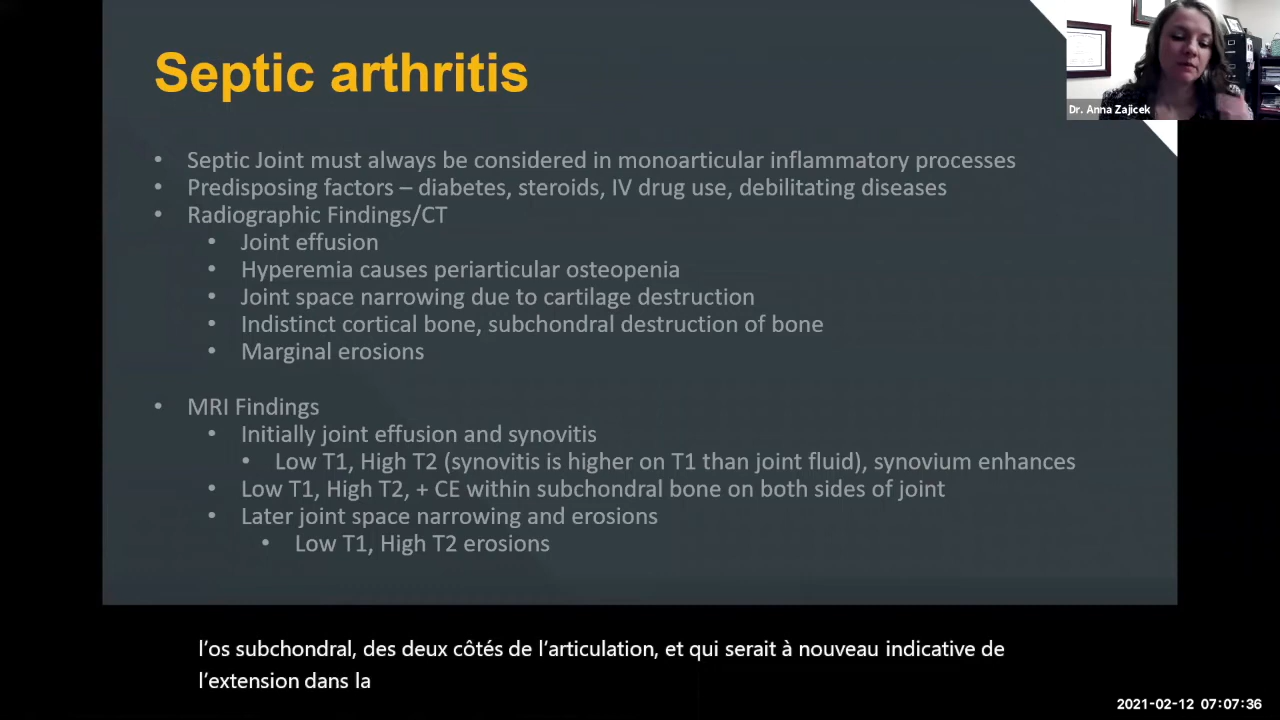 Septic arthritis
Dr. Anna Zajicek
• Septic Joint must always be considered in monoarticular inflammatory processes
• Predisposing factors – diabetes, steroids, IV drug use, debilitating diseases
• Radiographic Findings/CT
• Joint effusion
• Hyperemia causes periarticular osteopenia
• Joint space narrowing due to cartilage destruction
• Indistinct cortical bone, subchondral destruction of bone
• Marginal erosions
• MRI Findings
• Initially joint effusion and synovitis
• Low T1, High T2 (synovitis is higher on T1 than joint fluid), synovium enhances
• Low T1, High T2, + CE within subchondral bone on both sides of joint
• Later joint space narrowing and erosions
• Low T1, High T2 erosions
l’os subchondral, des deux côtés de l’articulation, et qui serait à nouveau indicative de
l’extension dans la
2021-02-12 07:07:36